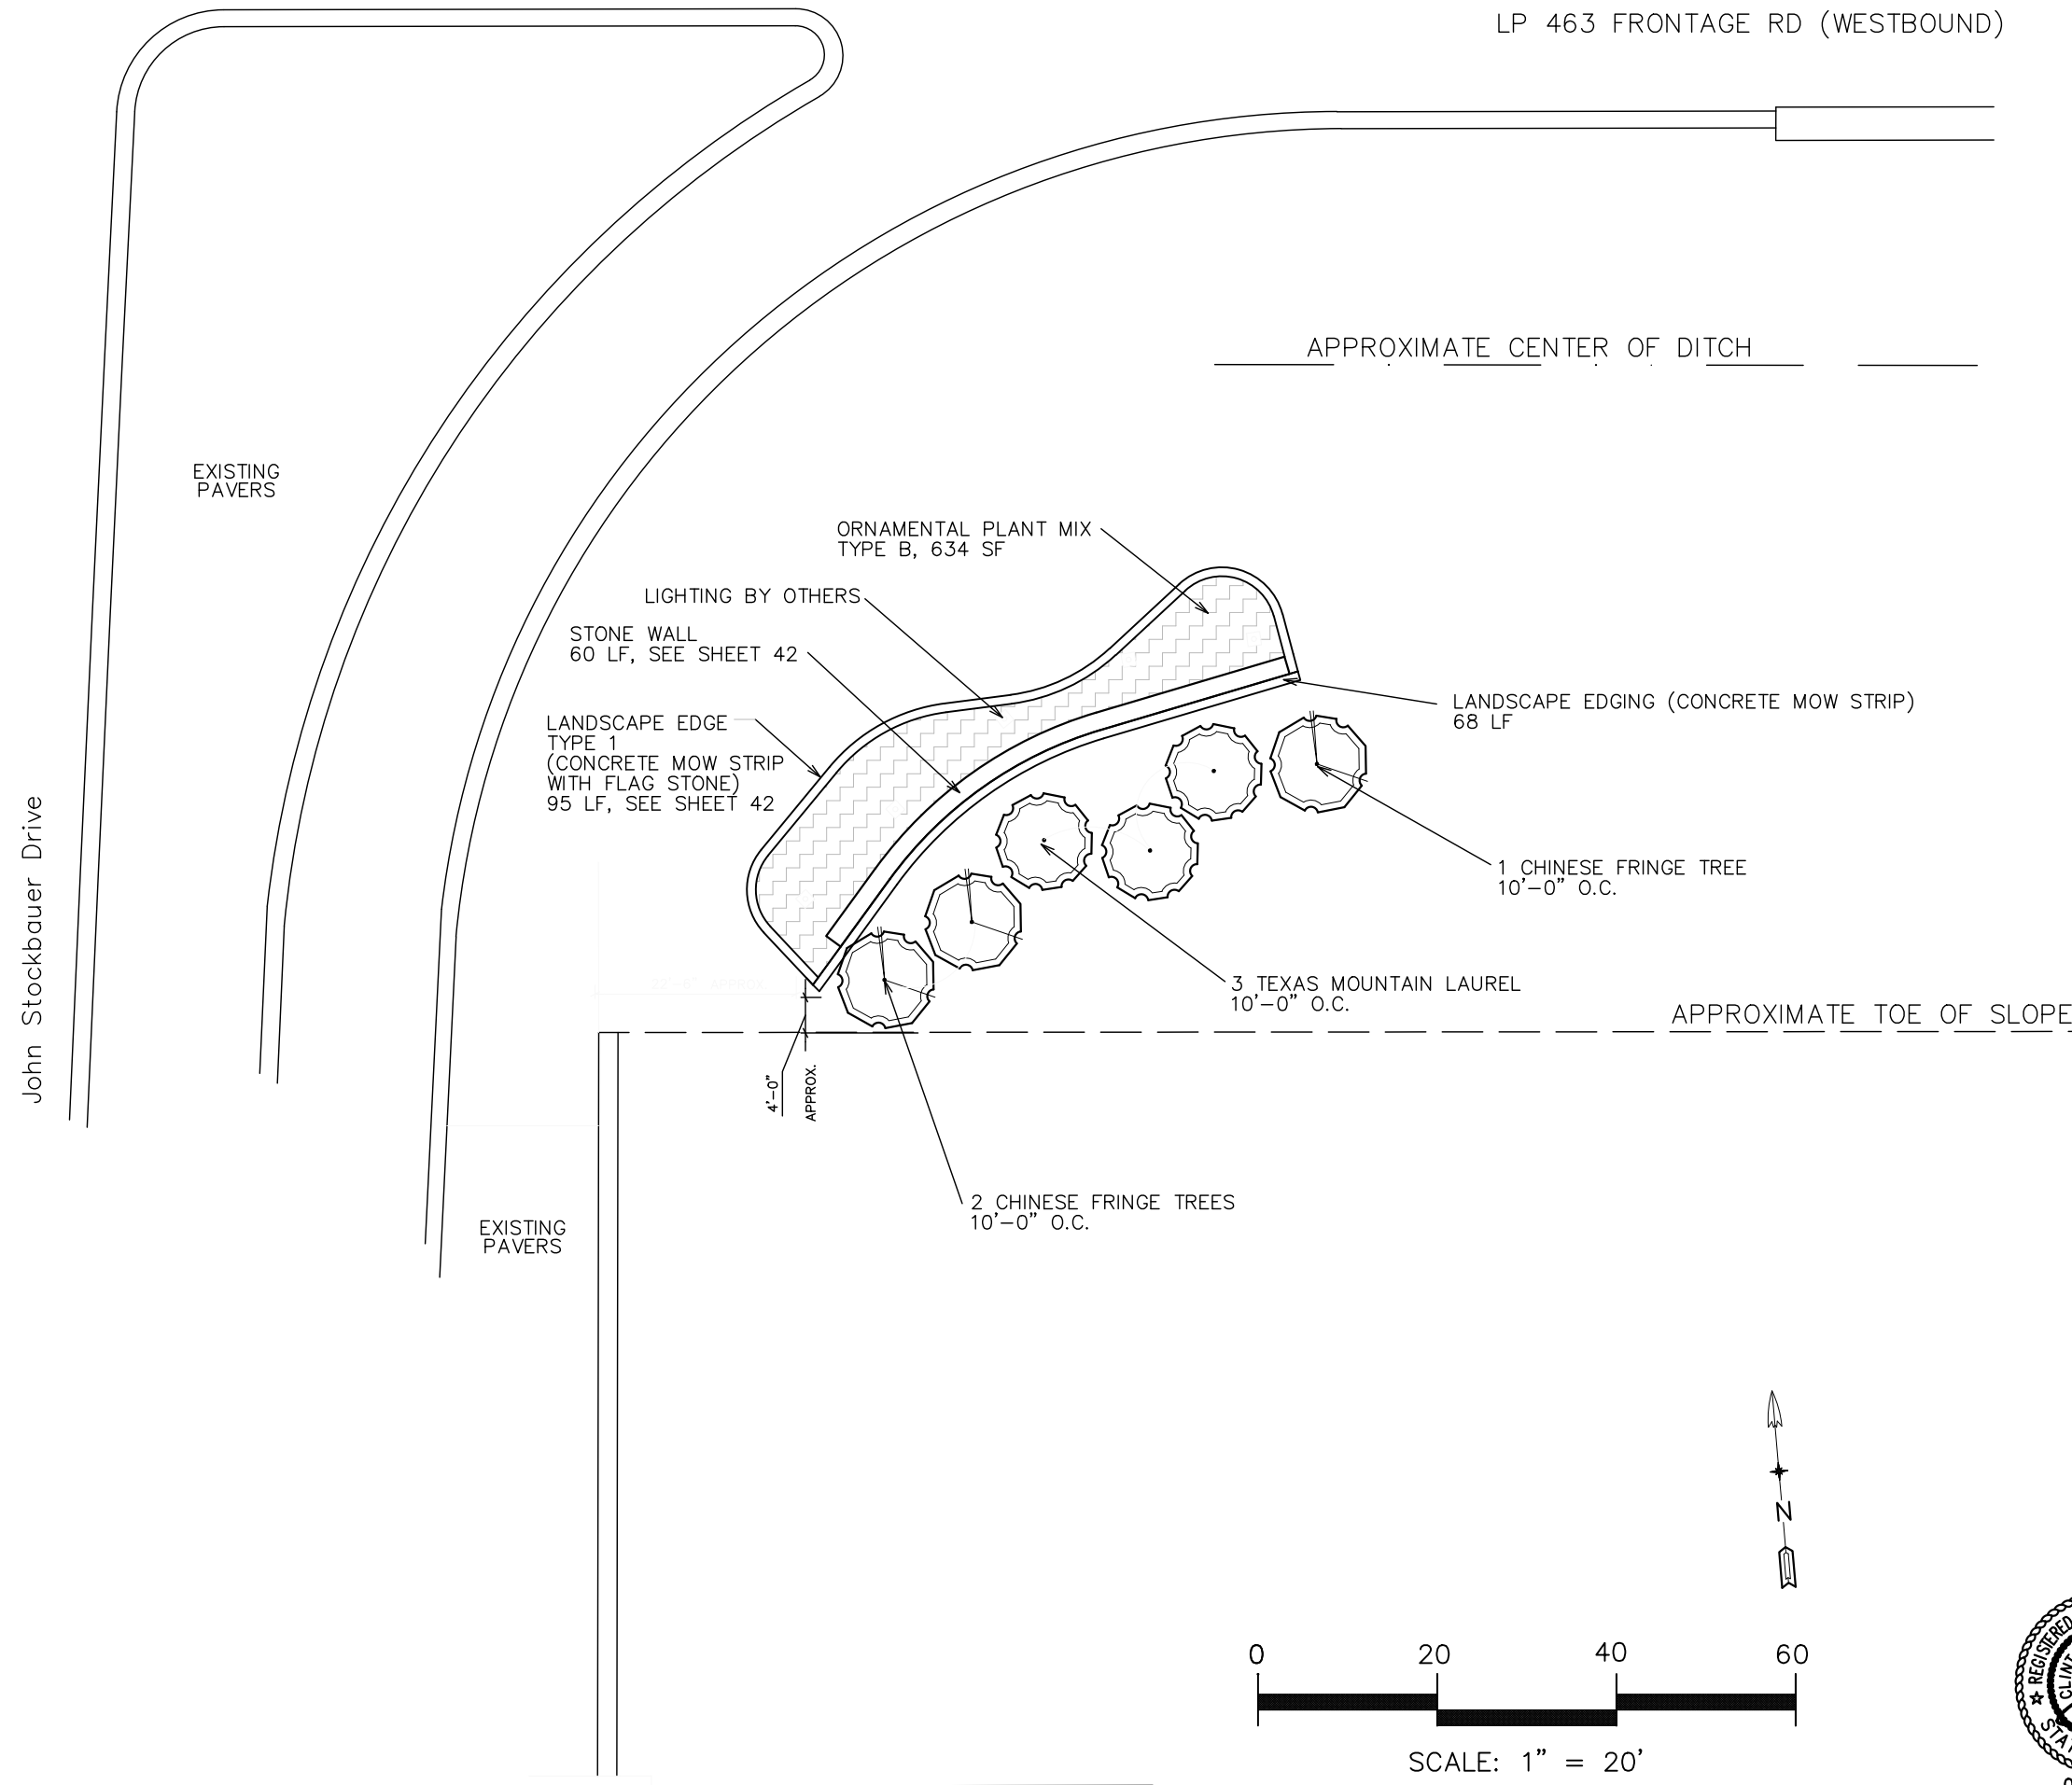 LP 463 FRONTAGE RD (WESTBOUND)
APPROXIMATE CENTER OF DITCH
EXISTING
PAVERS
ORNAMENTAL PLANT MIX
TYPE B, 634 SF
LIGHTING BY OTHERS
STONE WALL
60 LF, SEE SHEET 42
LANDSCAPE EDGING (CONCRETE MOW STRIP)
68 LF
LANDSCAPE EDGE
TYPE 1
(CONCRETE MOW STRIP
WITH FLAG STONE)
95 LF, SEE SHEET 42
John Stockbauer Drive
1 CHINESE FRINGE TREE
10'-0" O.C.
3 TEXAS MOUNTAIN LAUREL
10'-0" O.C.
22'-6" APPROX.
APPROXIMATE TOE OF SLOPE
4'-0"
APPROX.
2 CHINESE FRINGE TREES
10'-0" O.C.
EXISTING
PAVERS
N
0 20 40 60
SCALE: 1" = 20'
REGISTERED